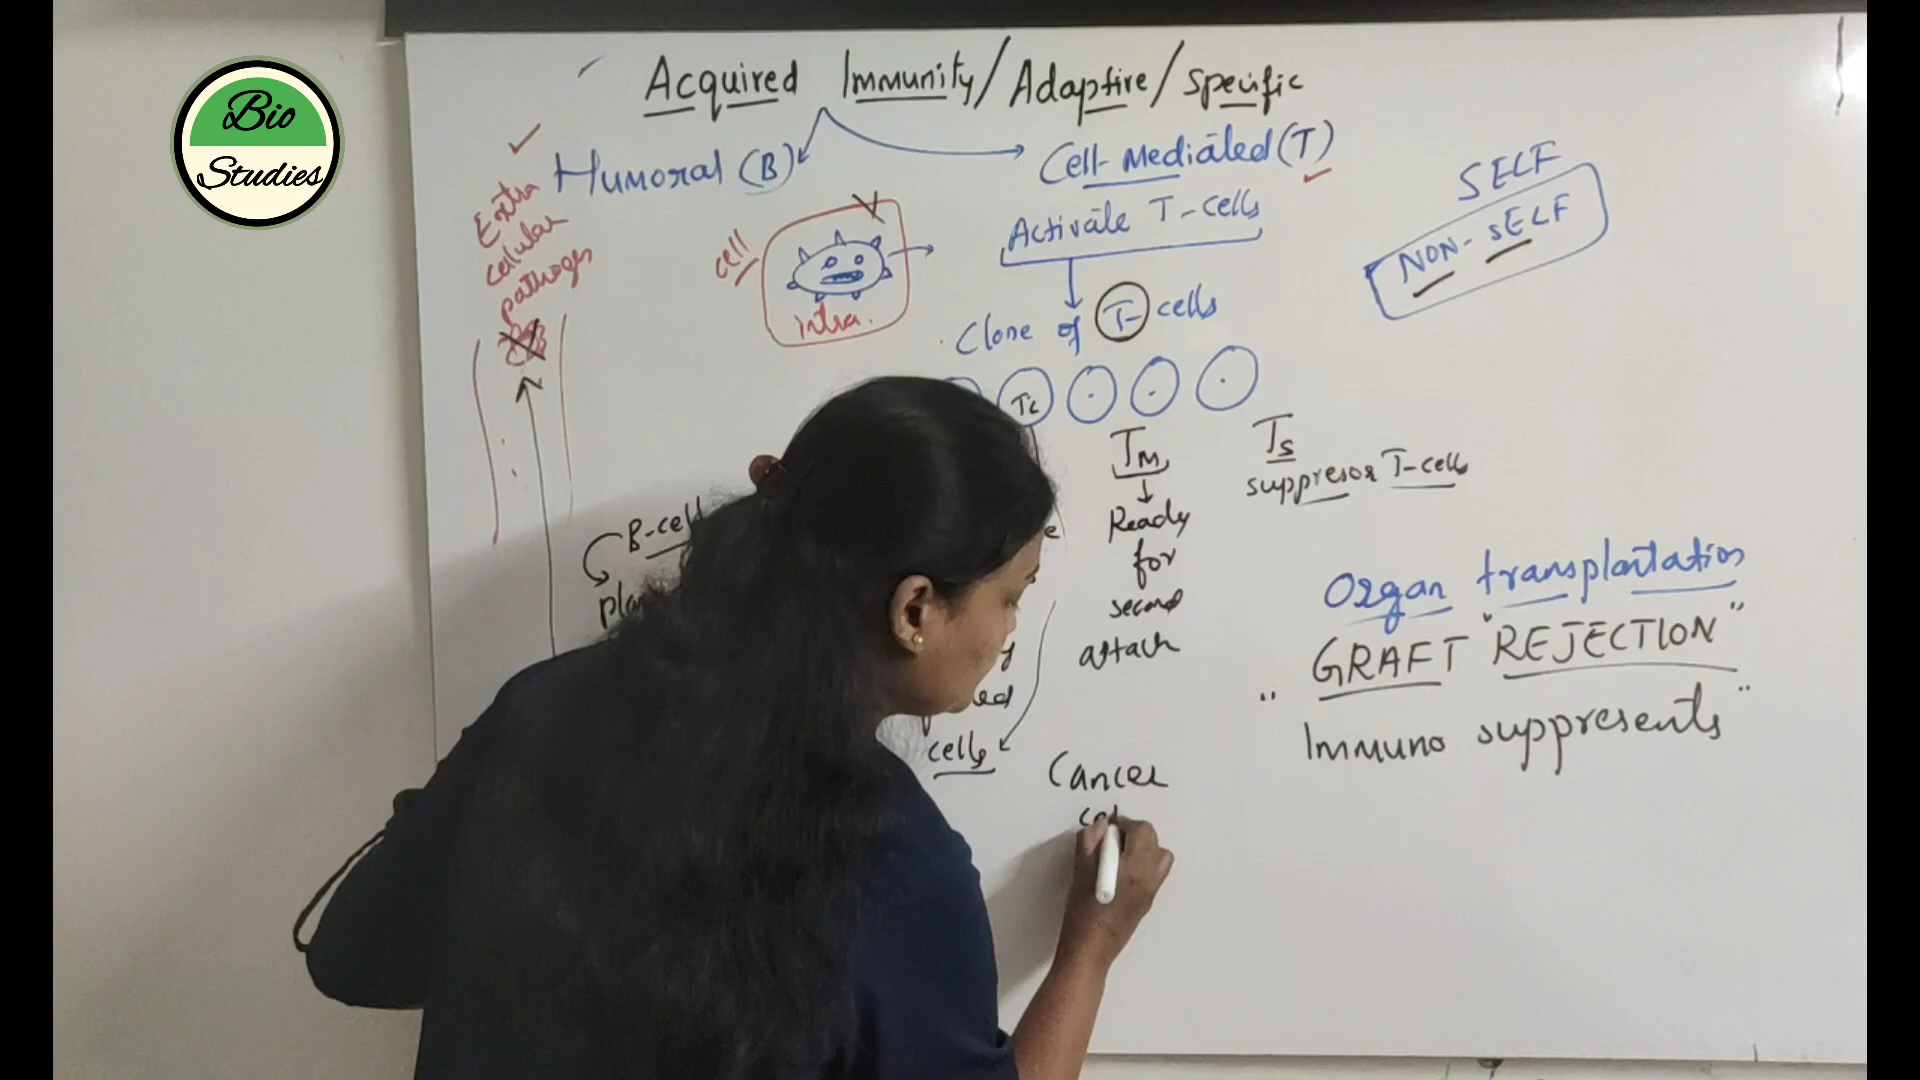 Bio
Studies
Acquired Immunity/Adaptive/Specific
Humoral (B)
Cell-Mediated (T)
Extra
cellular
pathoges
cell
intra.
Activate T-cells
SELF
NON-SELF
Clone of T-cells
Tc
TM
Ready
for
second
attack
Ts
suppresor T-cells
B-cell
cells
Cancer
Organ transplantation
GRAFT "REJECTION"
"Immuno suppresents"